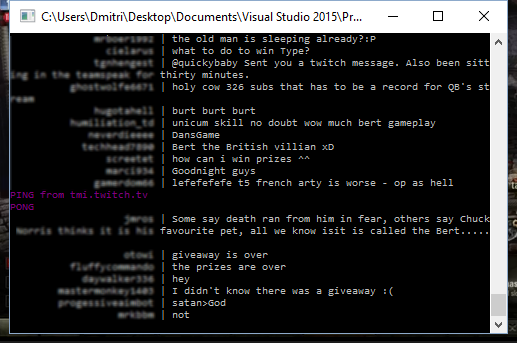 C:\Users\Dmitri\Desktop\Documents\Visual Studio 2015\Pr...
| the old man is sleeping already?:P
cielarus | what to do to win Type?
tgnhangest | @quickybaby Sent you a twitch message. Also been sitt
ing in the teamspeak for thirty minutes.
ghostwolfe6671 | holy cow 326 subs that has to be a record for QB's st
ream
hugotahell | burt burt burt
humiliation_td | unicum skill no doubt wow much bert gameplay
| DansGame
techhead7890 | Bert the British villian xD
screetet | how can i win prizes ^^
marci934 | Goodnight guys
gamerdom66 | lefefefefe t5 french arty is worse - op as hell
PING from tmi.twitch.tv
PONG
jmros | Some say death ran from him in fear, others say Chuck
Norris thinks it is his favourite pet, all we know isit is called the Bert.....
otowi | giveaway is over
fluffycommando | the prizes are over
daywalker336 | hey
mastermonkey1403 | I didn't know there was a giveaway :(
progessiveaimbot | satan>God
mrkbbm | not